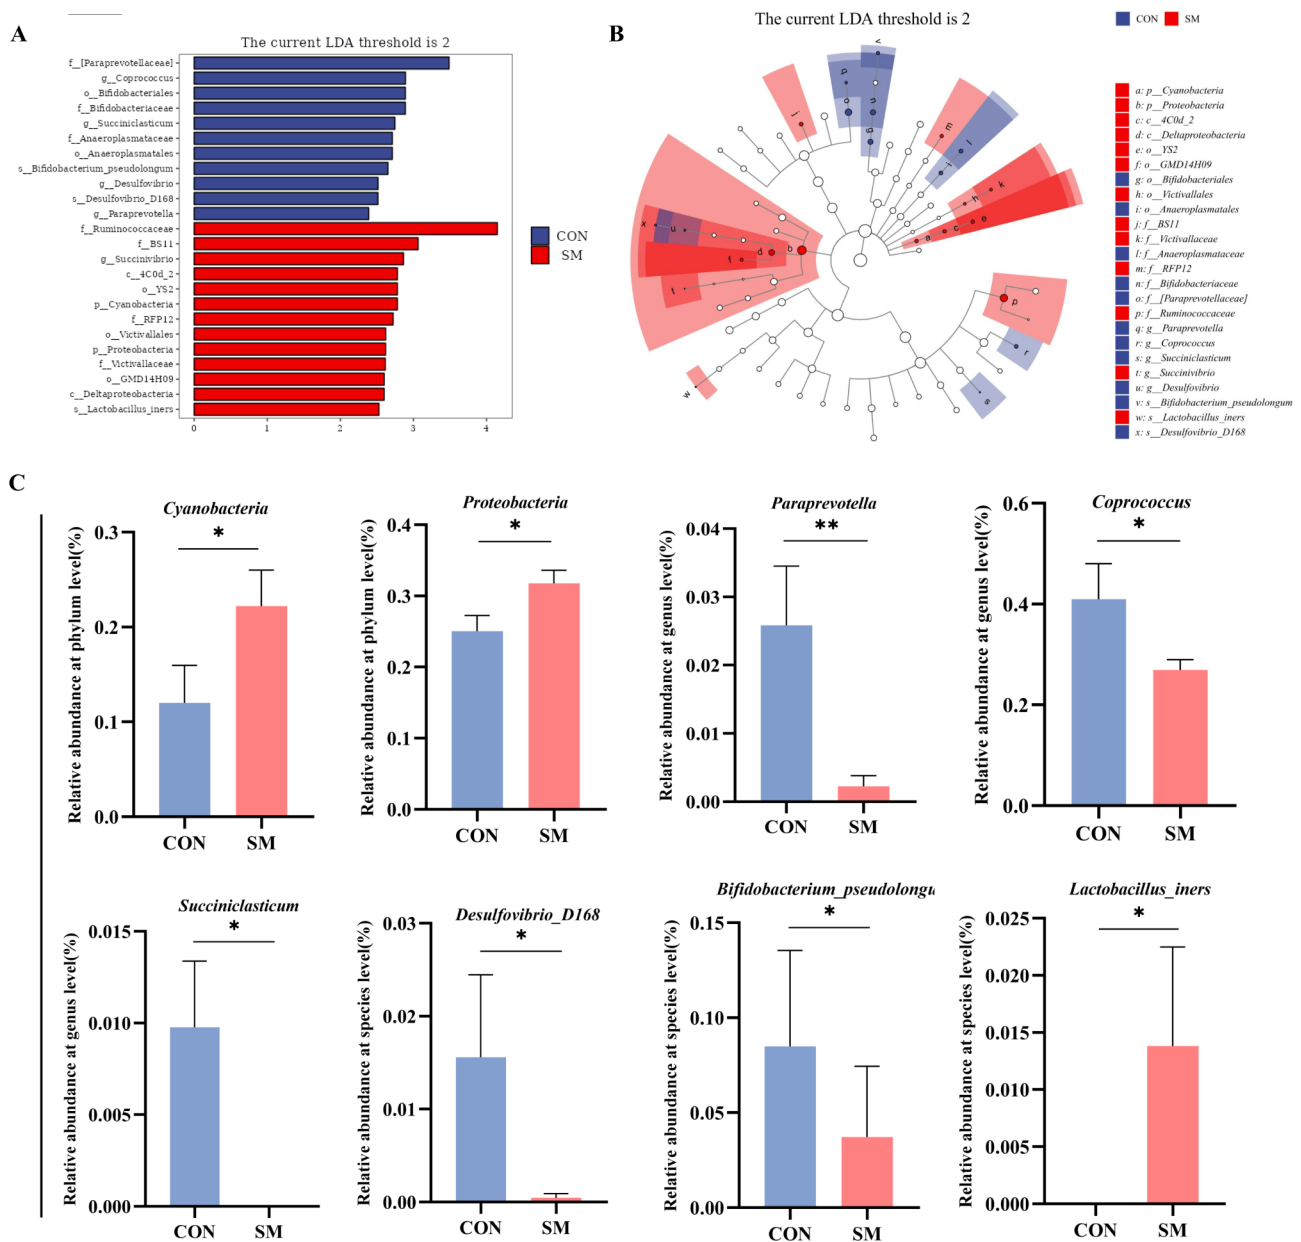 A
The current LDA threshold is 2
f__[Paraprevotellaceae]
g__Coprococcus
o__Bifidobacteriales
f__Bifidobacteriaceae
g__Succiniclasticum
f__Anaeroplasmataceae
o__Anaeroplasmatales
s__Bifidobacterium_pseudolongum
g__Desulfovibrio
s__Desulfovibrio_D168
g__Paraprevotella
f__Ruminococcaceae
f__BS11
g__Succinivibrio
c__4C0d_2
o__YS2
p__Cyanobacteria
f__RFP12
o__Victivallales
p__Proteobacteria
f__Victivallaceae
o__GMD14H09
c__Deltaproteobacteria
s__Lactobacillus_iners
0 1 2 3 4
CON
SM
B
The current LDA threshold is 2
CON SM
v
q
o
n
g
j
m
l
i
h
k
a
c
e
x
u
f
d
b
t
w
p
r
s
a: p__Cyanobacteria
b: p__Proteobacteria
c: c__4C0d_2
d: c__Deltaproteobacteria
e: o__YS2
f: o__GMD14H09
g: o__Bifidobacteriales
h: o__Victivallales
i: o__Anaeroplasmatales
j: f__BS11
k: f__Victivallaceae
l: f__Anaeroplasmataceae
m: f__RFP12
n: f__Bifidobacteriaceae
o: f__[Paraprevotellaceae]
p: f__Ruminococcaceae
q: g__Paraprevotella
r: g__Coprococcus
s: g__Succiniclasticum
t: g__Succinivibrio
u: g__Desulfovibrio
v: s__Bifidobacterium_pseudolongum
w: s__Lactobacillus_iners
x: s__Desulfovibrio_D168
C
Cyanobacteria
*
Relative abundance at phylum level(%)
0.3
0.2
0.1
0.0
CON SM
Proteobacteria
*
Relative abundance at phylum level(%)
0.4
0.3
0.2
0.1
0.0
CON SM
Paraprevotella
**
Relative abundance at genus level(%)
0.04
0.03
0.02
0.01
0.00
CON SM
Coprococcus
*
Relative abundance at genus level(%)
0.6
0.4
0.2
0.0
CON SM
Succiniclasticum
*
Relative abundance at genus level(%)
0.015
0.010
0.005
0.000
CON SM
Desulfovibrio_D168
*
Relative abundance at species level(%)
0.03
0.02
0.01
0.00
CON SM
Bifidobacterium_pseudolongu
*
Relative abundance at species level(%)
0.15
0.10
0.05
0.00
CON SM
Lactobacillus_iners
*
Relative abundance at species level(%)
0.025
0.020
0.015
0.010
0.005
0.000
CON SM